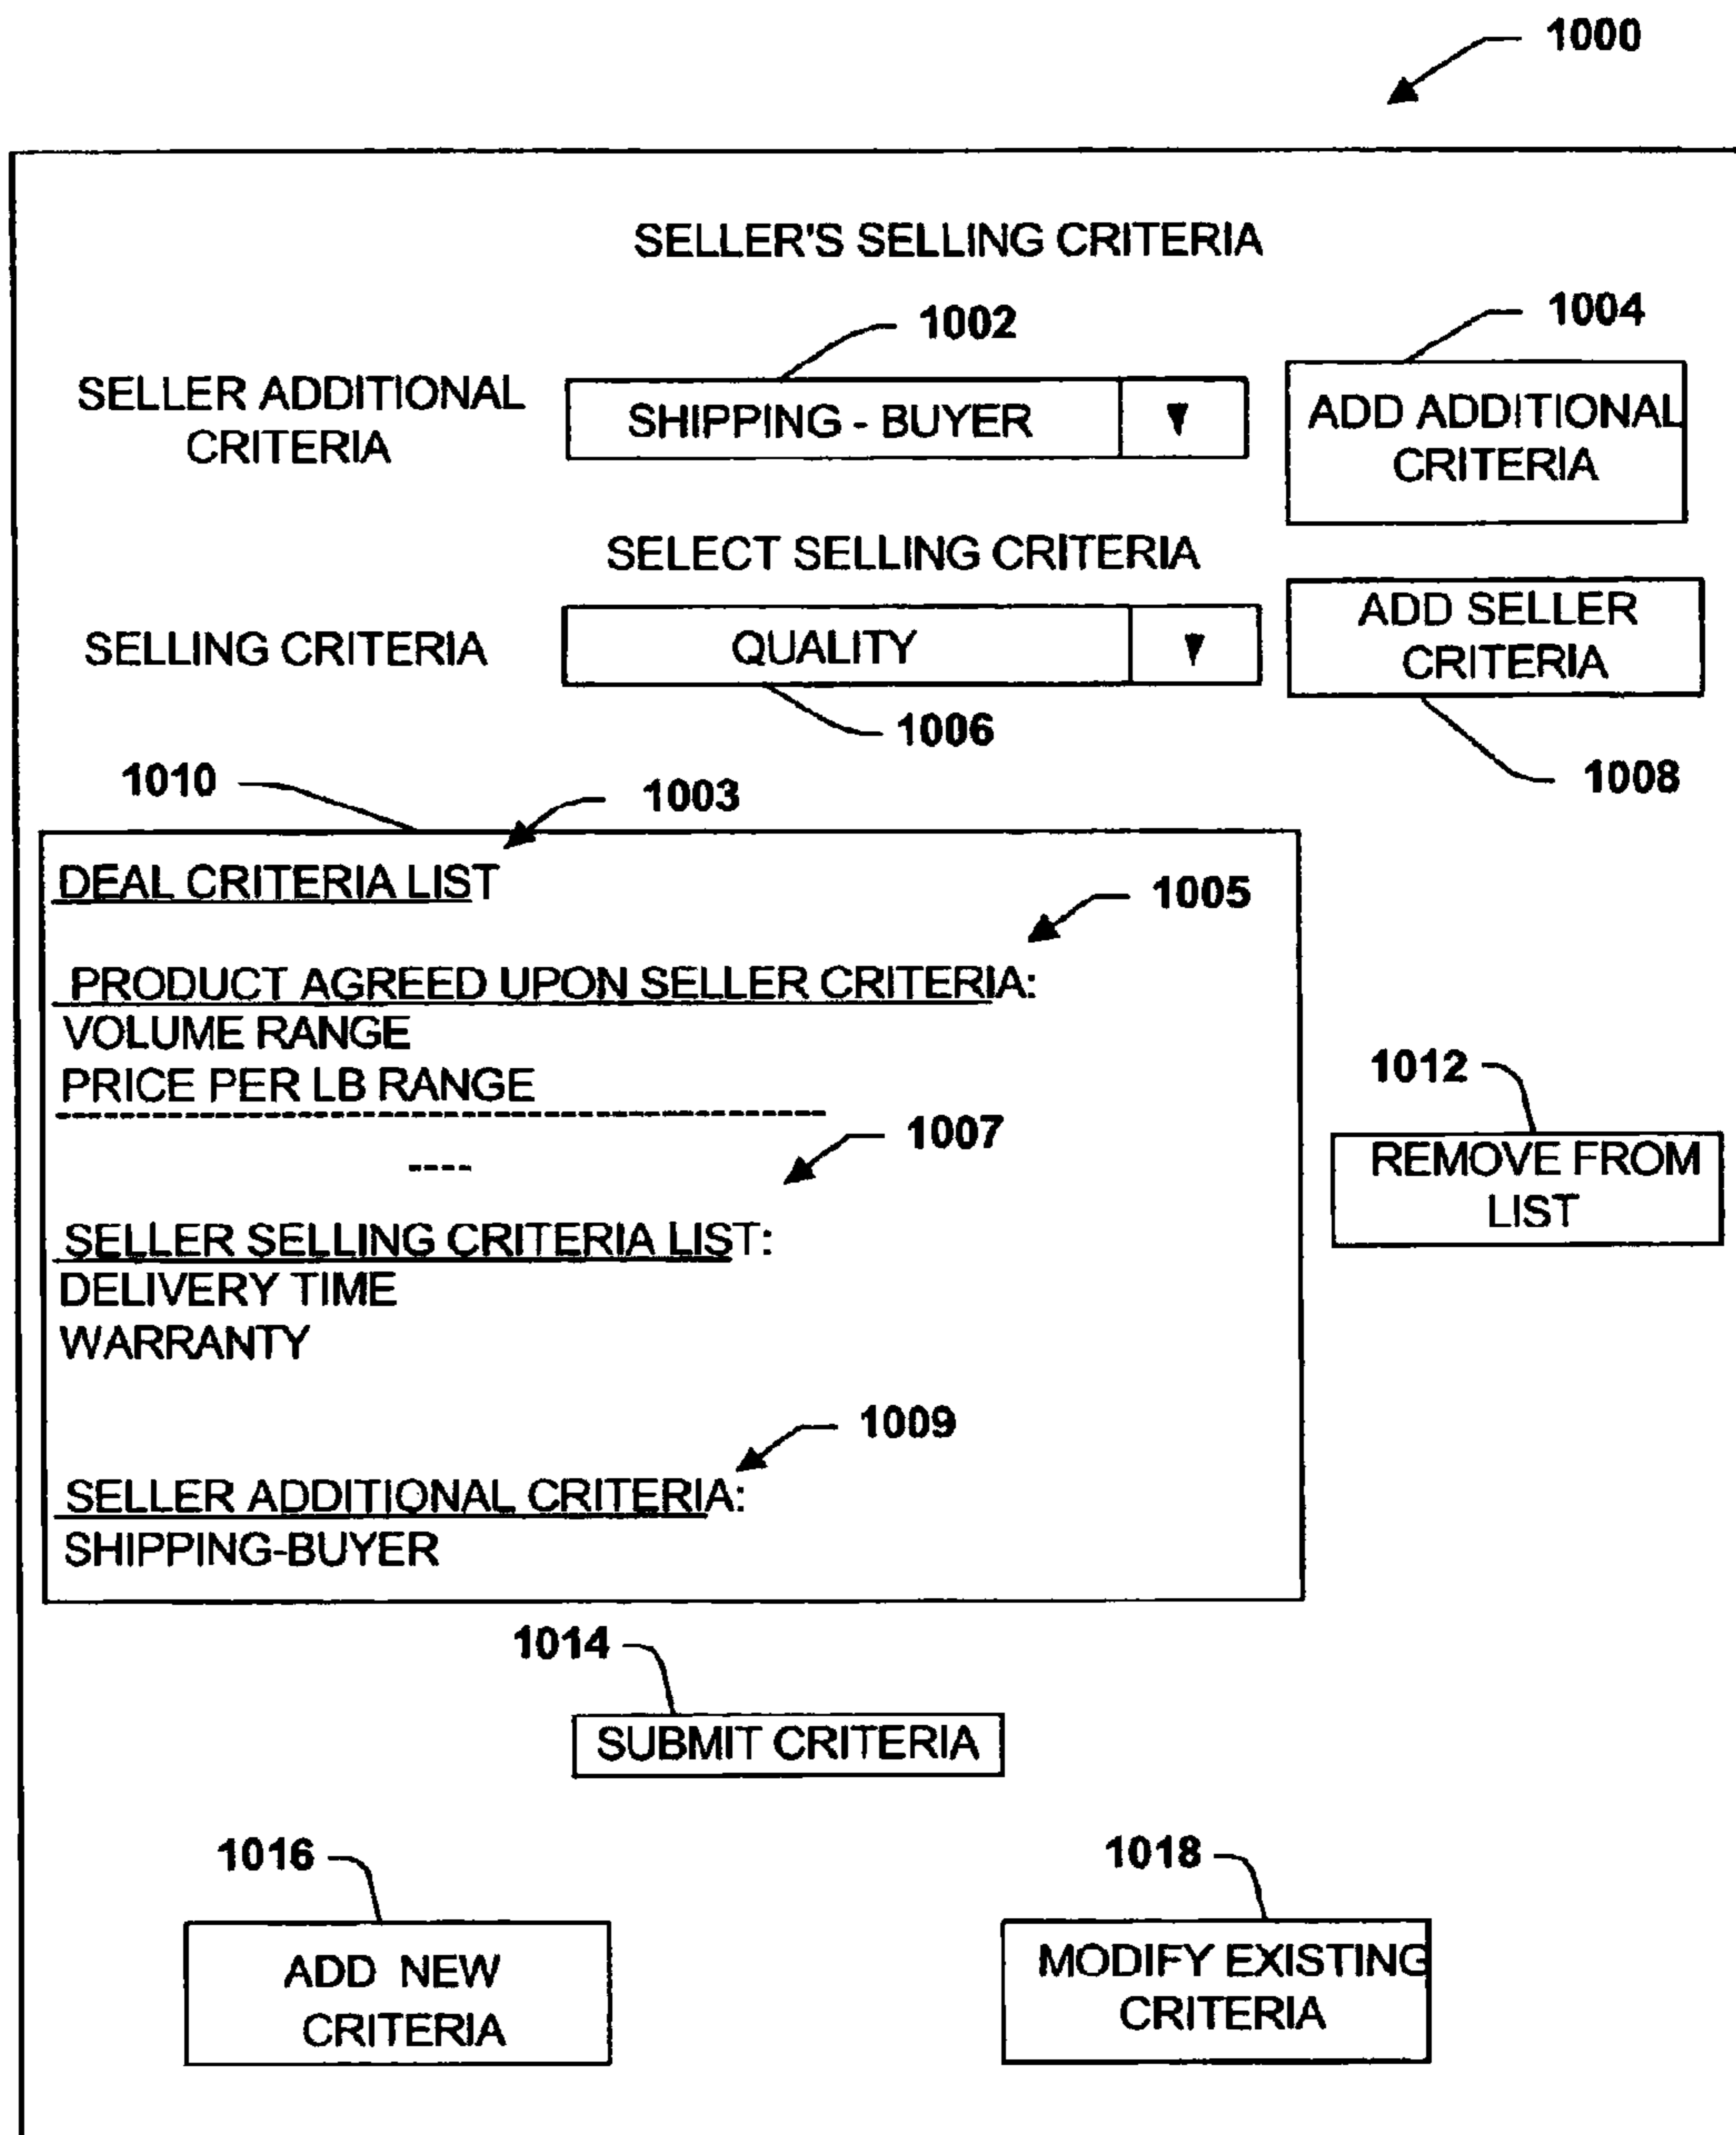 1000
SELLER'S SELLING CRITERIA
1002
1004
SELLER ADDITIONAL
CRITERIA
SHIPPING - BUYER
ADD ADDITIONAL
CRITERIA
SELECT SELLING CRITERIA
SELLING CRITERIA
QUALITY
ADD SELLER
CRITERIA
1006
1008
1010
1003
DEAL CRITERIA LIST
1005
PRODUCT AGREED UPON SELLER CRITERIA:
VOLUME RANGE
PRICE PER LB RANGE
1012
1007
REMOVE FROM
LIST
SELLER SELLING CRITERIA LIST:
DELIVERY TIME
WARRANTY
1009
SELLER ADDITIONAL CRITERIA:
SHIPPING-BUYER
1014
SUBMIT CRITERIA
1016
1018
ADD NEW
CRITERIA
MODIFY EXISTING
CRITERIA